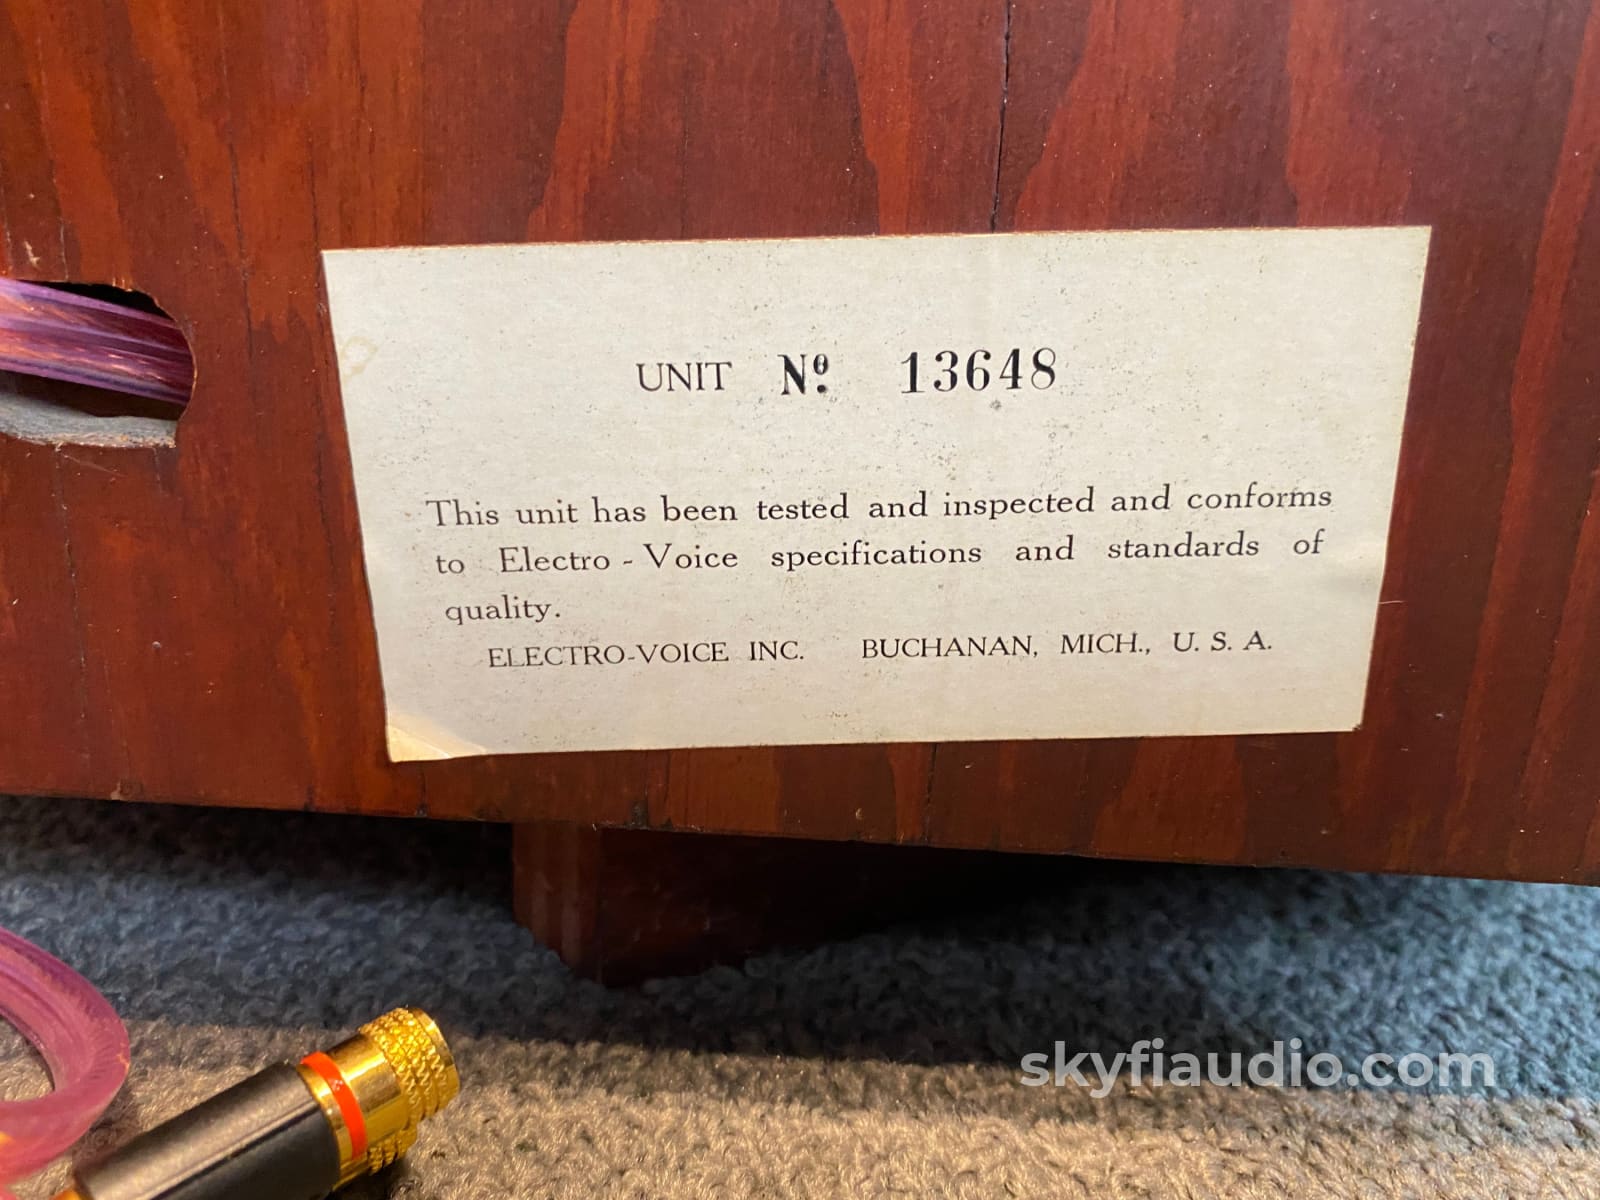 UNIT Nº 13648
This unit has been tested and inspected and conforms
to Electro - Voice specifications and standards of
quality.
ELECTRO-VOICE INC. BUCHANAN, MICH., U. S. A.
skyfiaudio.com